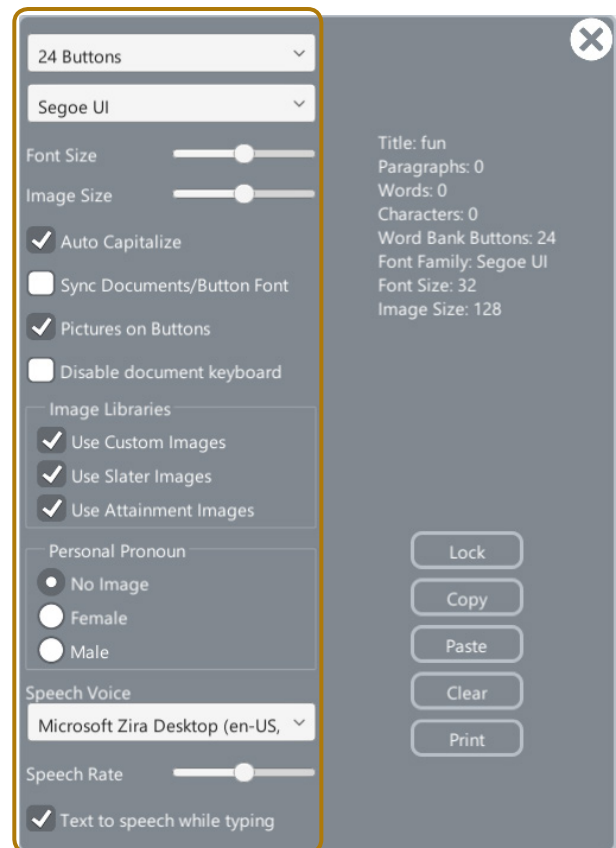 24 Buttons
Segoe UI
Font Size
Image Size
Auto Capitalize
Sync Documents/Button Font
Pictures on Buttons
Disable document keyboard
Image Libraries
Use Custom Images
Use Slater Images
Use Attainment Images
Personal Pronoun
No Image
Female
Male
Speech Voice
Microsoft Zira Desktop (en-US,
Speech Rate
Text to speech while typing
Title: fun
Paragraphs: 0
Words: 0
Characters: 0
Word Bank Buttons: 24
Font Family: Segoe UI
Font Size: 32
Image Size: 128
Lock
Copy
Paste
Clear
Print